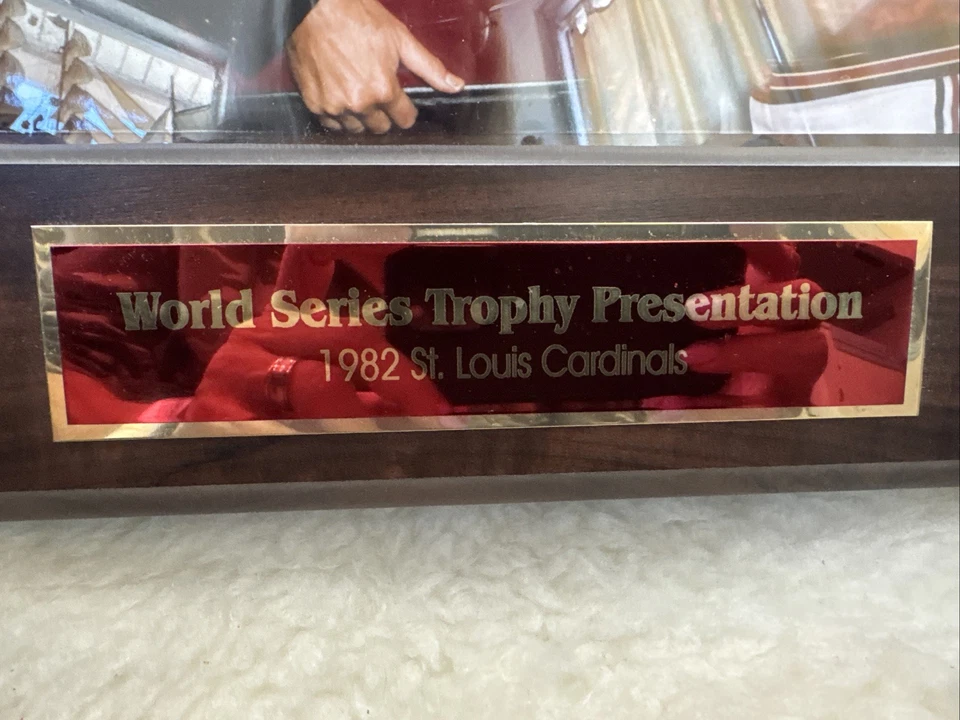 World Series Trophy Presentation
1982 St. Louis Cardinals